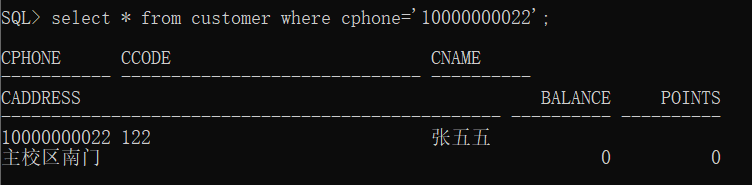 SQL> select * from customer where cphone='10000000022';
CPHONE CCODE CNAME
----------- ------------------------------ ----------
CADDRESS BALANCE POINTS
-------------------------------------------------- ---------- ----------
10000000022 122 张五五
主校区南门 0 0